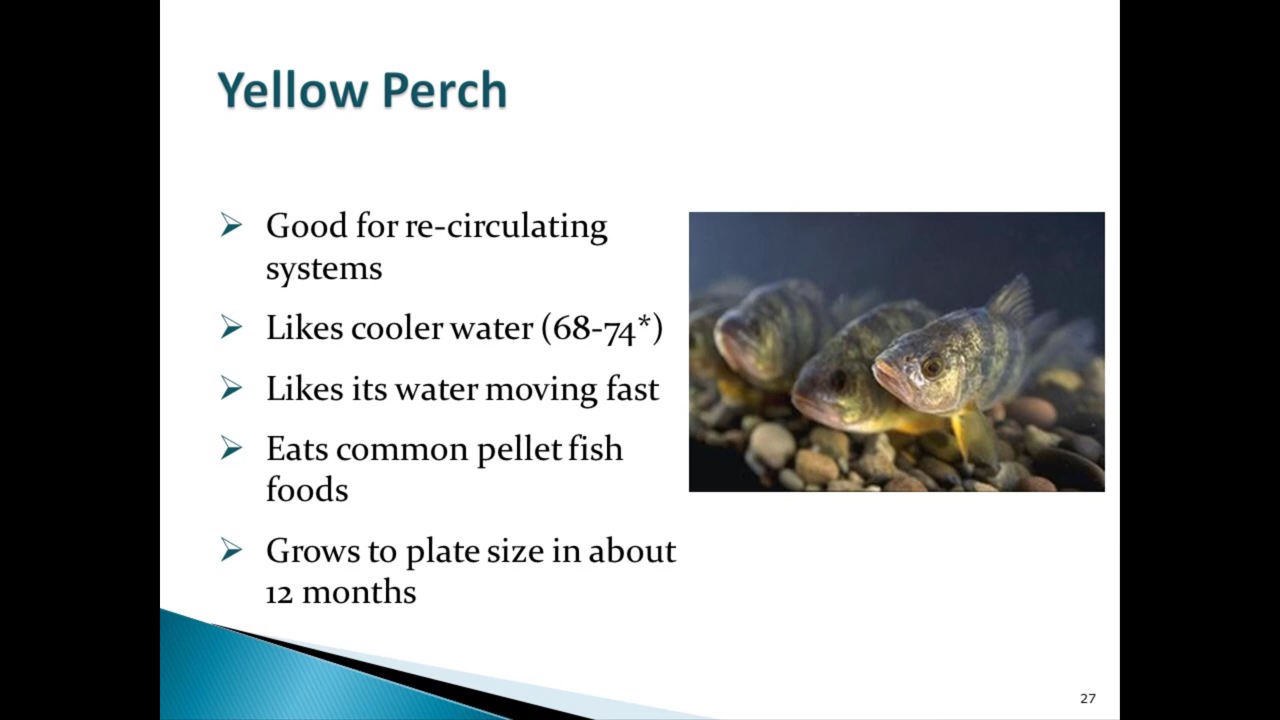 Yellow Perch
Good for re-circulating
systems
Likes cooler water (68-74*)
Likes its water moving fast
Eats common pellet fish
foods
Grows to plate size in about
12 months
27